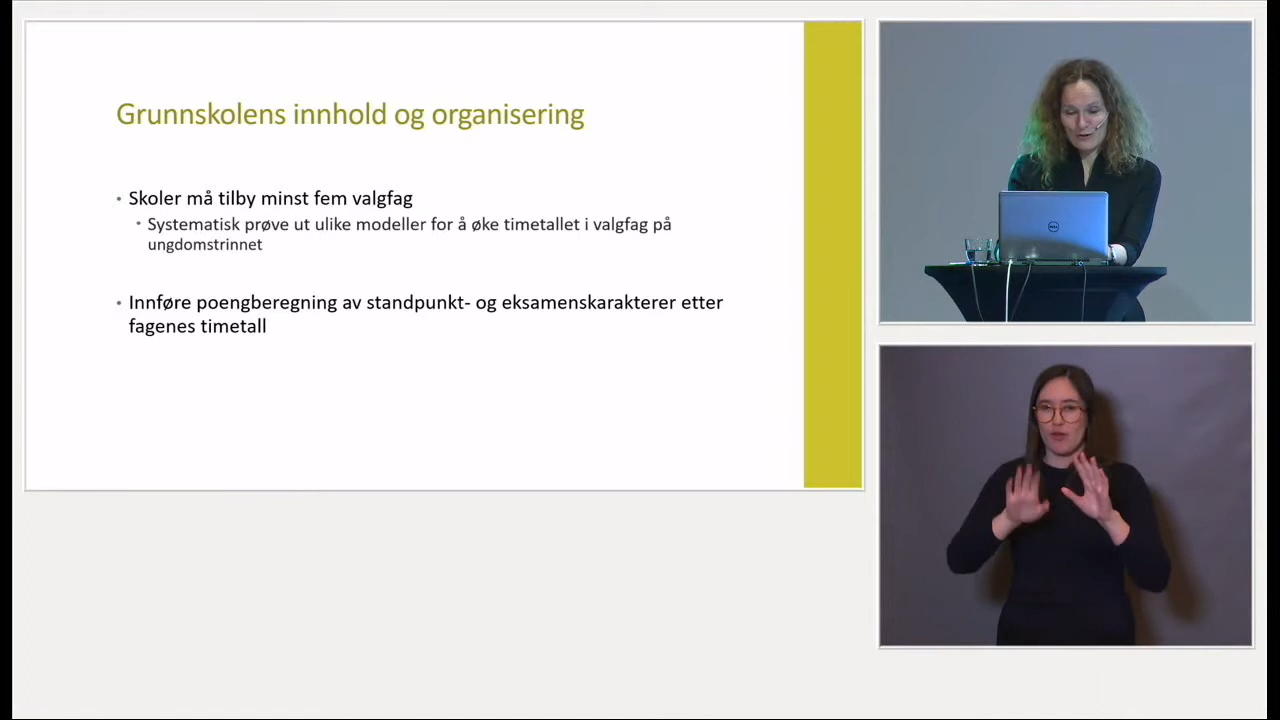 Grunnskolens innhold og organisering
• Skoler må tilby minst fem valgfag
• Systematisk prøve ut ulike modeller for å øke timetallet i valgfag på
ungdomstrinnet
• Innføre poengberegning av standpunkt- og eksamenskarakterer etter
fagenes timetall